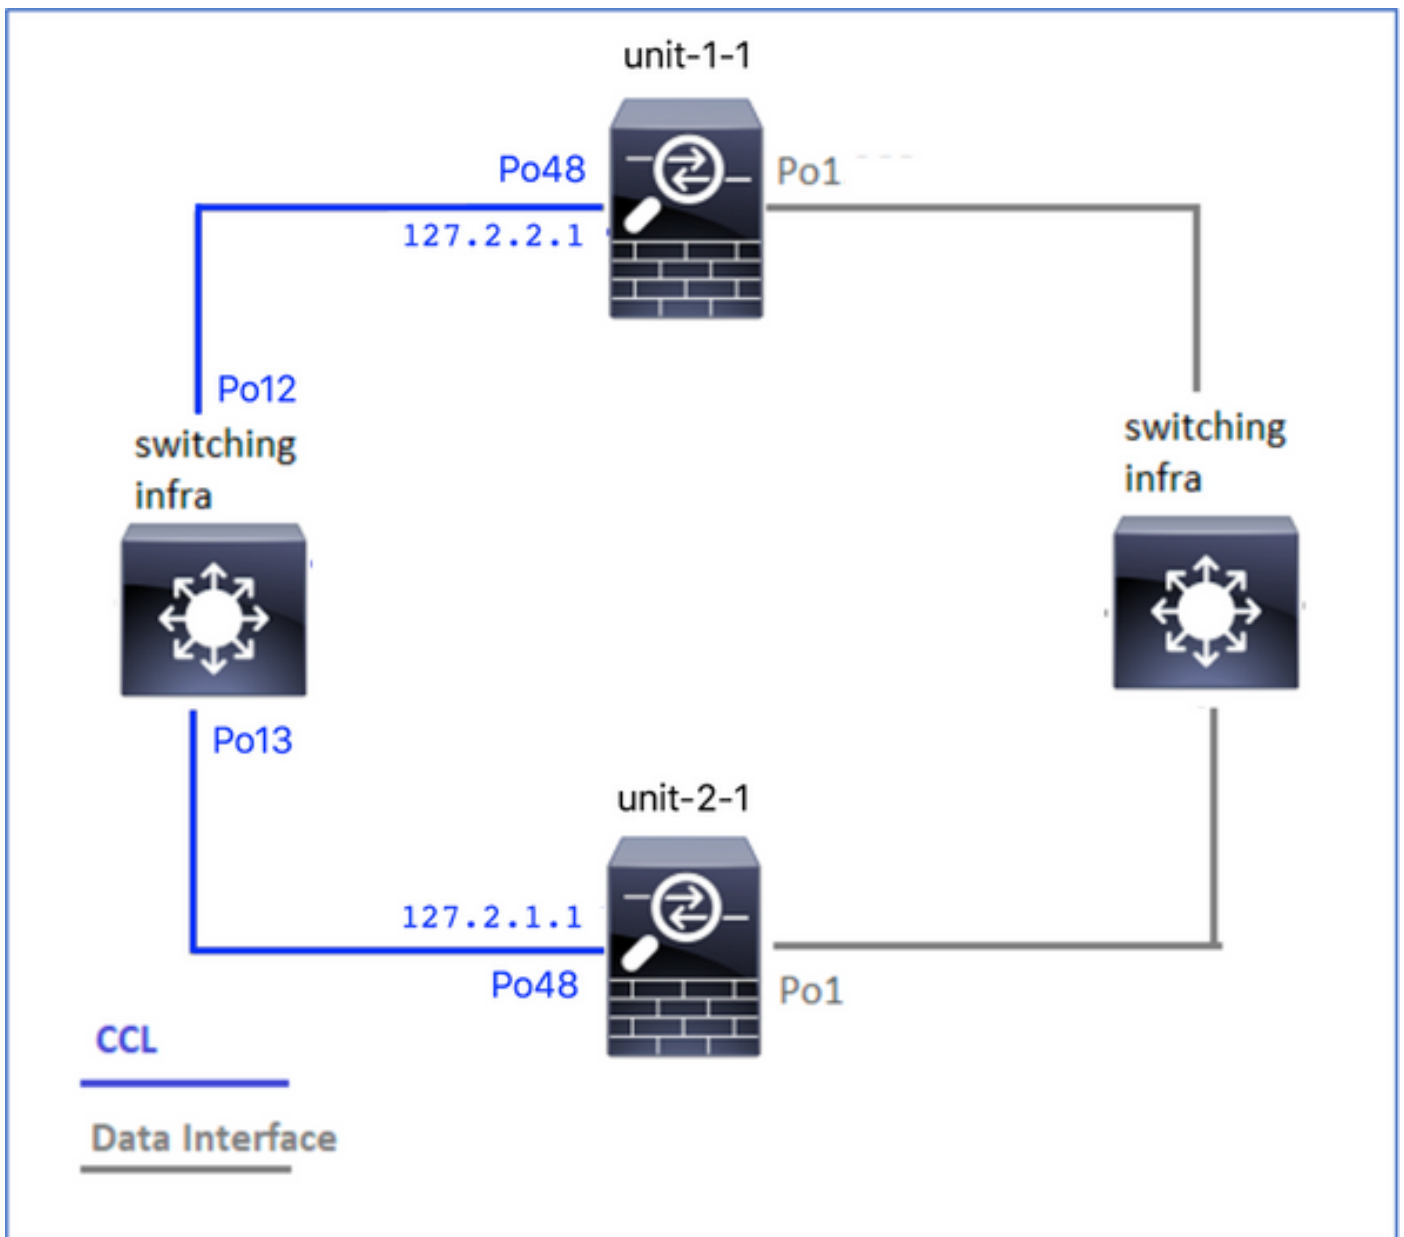 unit-1-1
Po48
Po1
127.2.2.1
Po12
switching
infra
switching
infra
Po13
unit-2-1
127.2.1.1
Po48
Po1
CCL
Data Interface